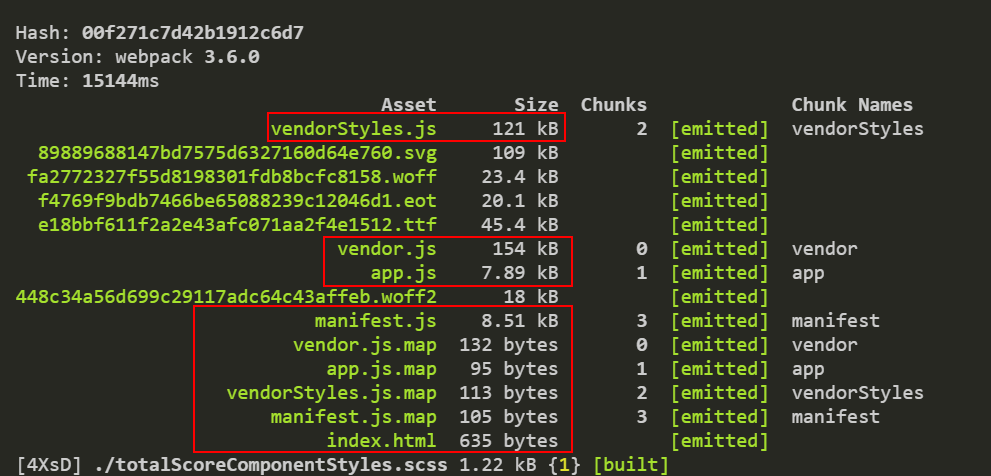 Hash: 00f271c7d42b1912c6d7
Version: webpack 3.6.0
Time: 15144ms
Asset Size Chunks Chunk Names
vendorStyles.js 121 kB 2 [emitted] vendorStyles
89889688147bd7575d6327160d64e760.svg 109 kB [emitted]
fa2772327f55d8198301fdb8bcfc8158.woff 23.4 kB [emitted]
f4769f9bdb7466be65088239c12046d1.eot 20.1 kB [emitted]
e18bbf611f2a2e43afc071aa2f4e1512.ttf 45.4 kB [emitted]
vendor.js 154 kB 0 [emitted] vendor
app.js 7.89 kB 1 [emitted] app
448c34a56d699c29117adc64c43affeb.woff2 18 kB [emitted]
manifest.js 8.51 kB 3 [emitted] manifest
vendor.js.map 132 bytes 0 [emitted] vendor
app.js.map 95 bytes 1 [emitted] app
vendorStyles.js.map 113 bytes 2 [emitted] vendorStyles
manifest.js.map 105 bytes 3 [emitted] manifest
index.html 635 bytes [emitted]
[4XsD] ./totalScoreComponentStyles.scss 1.22 kB {1} [built]